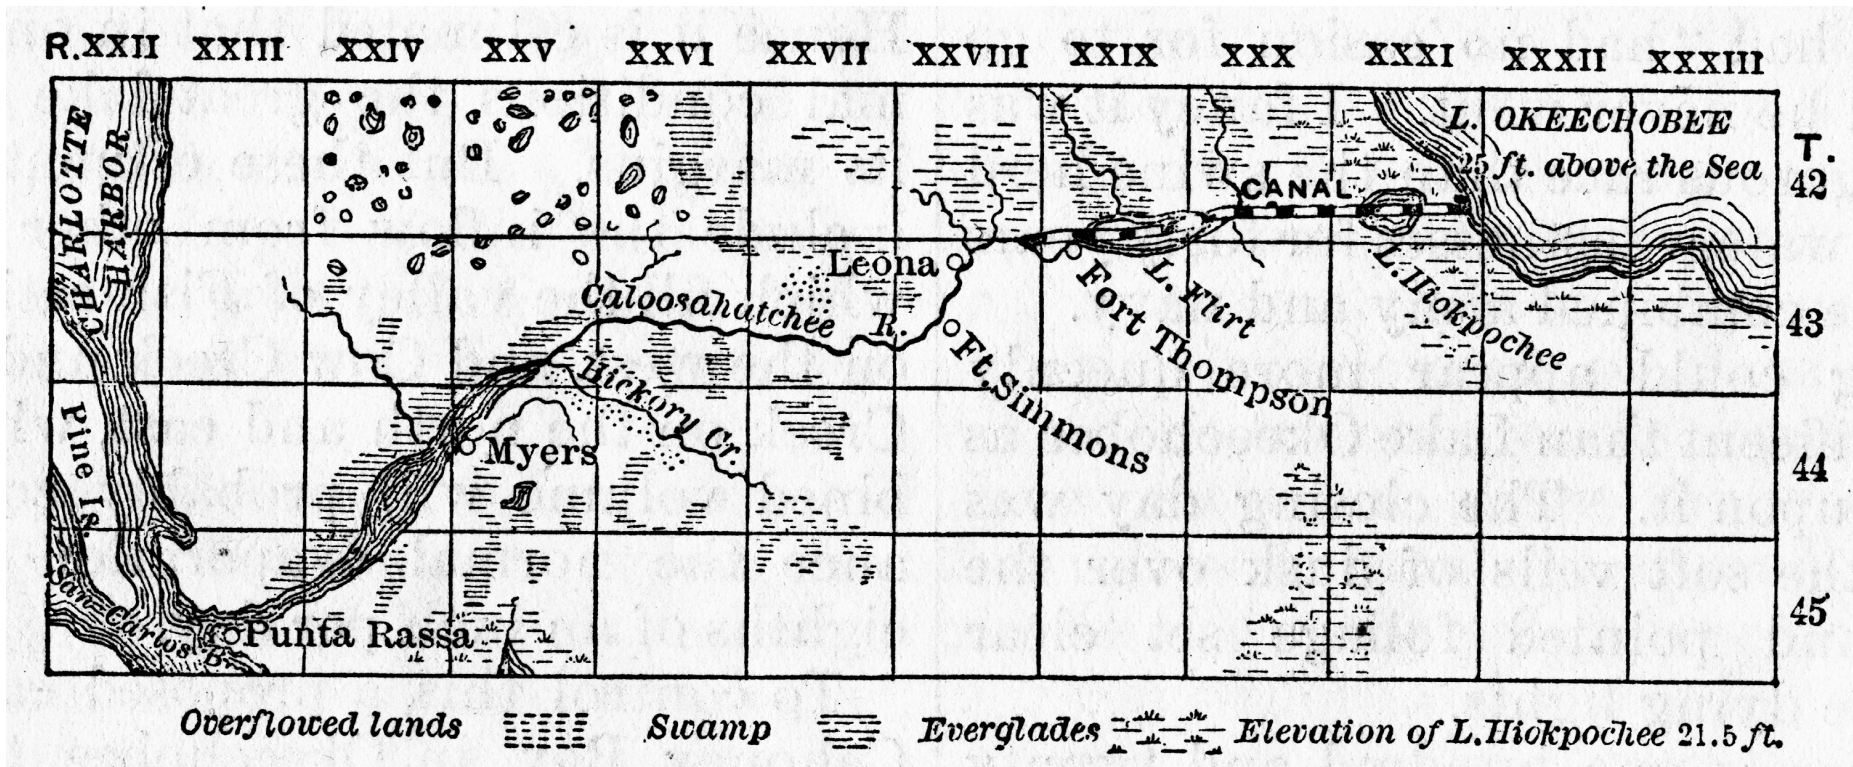 R.XXII XXIII XXIV XXV XXVI XXVII XXVIII XXIX XXX XXXI XXXII XXXIII
CHARLOTTE
HARBOR
L. OKEECHOBEE
25 ft. above the Sea
T.
42
CANAL
Leona
Caloosahatchee R.
L. Flirt
Fort Thompson
L. Hickpochee
43
Ft. Simmons
Hickory Cr.
Pine Is.
Myers
44
San Carlos B.
Punta Rassa
45
Overflowed lands Swamp Everglades Elevation of L. Hickpochee 21.5 ft.